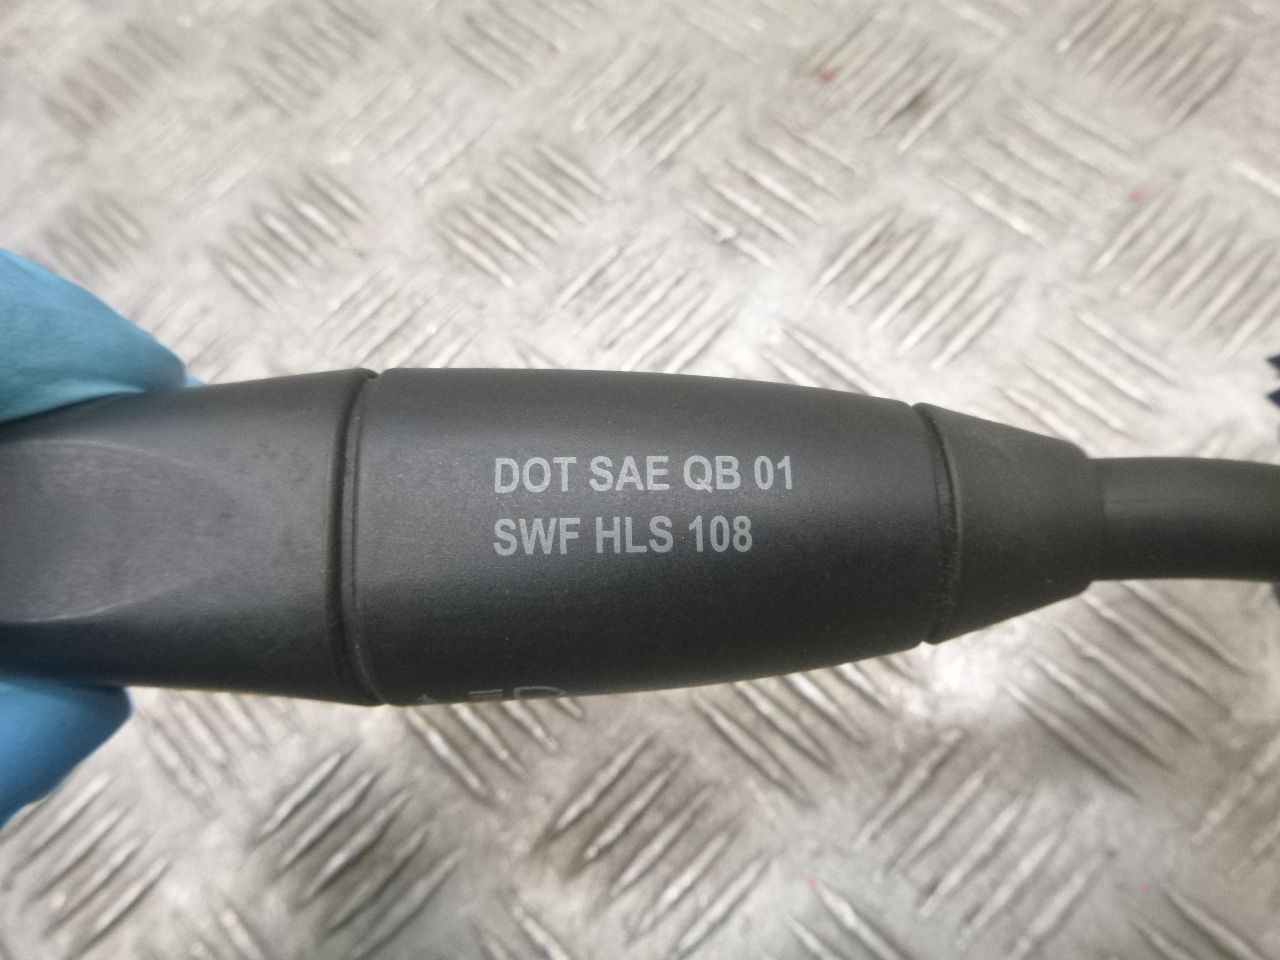 DOT SAE QB 01
SWF HLS 108